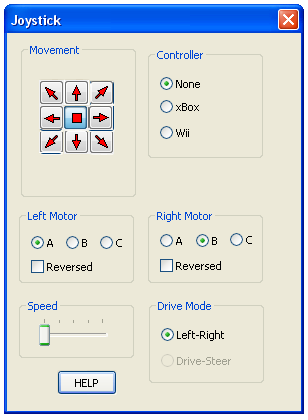 Joystick
Movement
Controller
None
xBox
Wii
Left Motor
A B C
Reversed
Right Motor
A B C
Reversed
Speed
Drive Mode
Left-Right
Drive-Steer
HELP